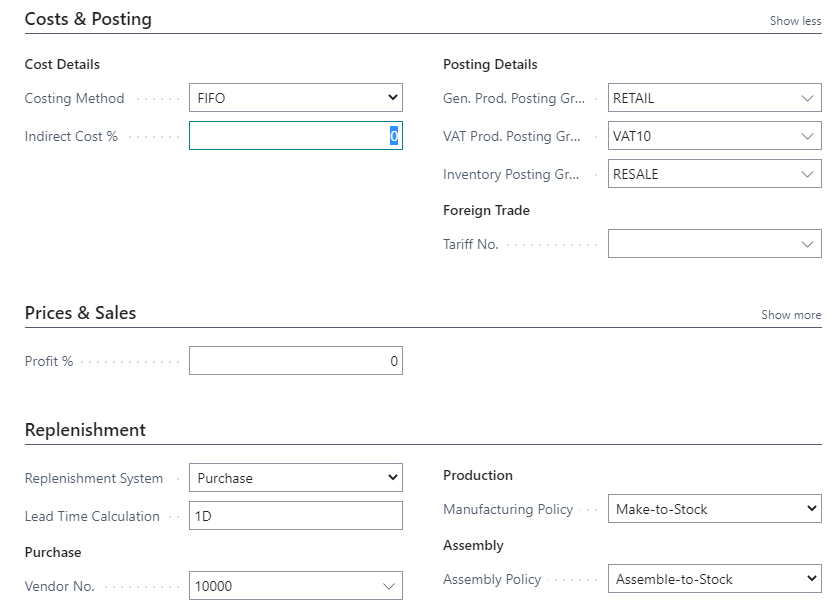 Costs & Posting
Show less
Cost Details
Costing Method
FIFO
Indirect Cost %
0
Posting Details
Gen. Prod. Posting Gr...
RETAIL
VAT Prod. Posting Gr...
VAT10
Inventory Posting Gr...
RESALE
Foreign Trade
Tariff No.
Prices & Sales
Show more
Profit %
0
Replenishment
Replenishment System
Purchase
Lead Time Calculation
1D
Purchase
Vendor No.
10000
Production
Manufacturing Policy
Make-to-Stock
Assembly
Assembly Policy
Assemble-to-Stock